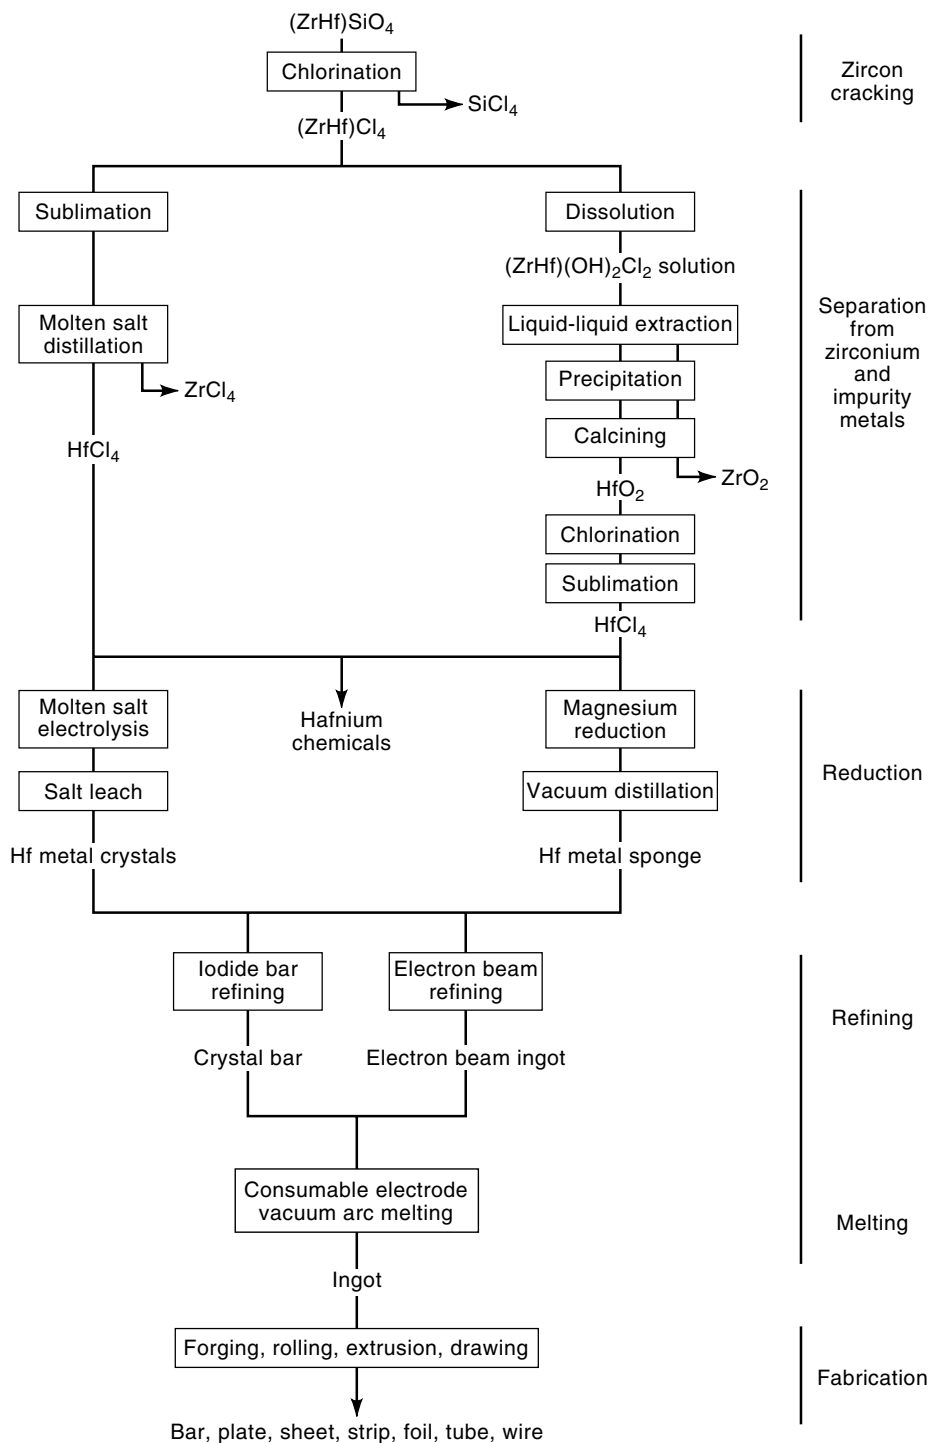 (ZrHf)SiO₄
Chlorination
SiCl₄
(ZrHf)Cl₄
Zircon
cracking
Sublimation
Dissolution
(ZrHf)(OH)₂Cl₂ solution
Molten salt
distillation
Liquid-liquid extraction
ZrCl₄
Precipitation
HfCl₄
Calcining
ZrO₂
HfO₂
Chlorination
Sublimation
HfCl₄
Separation
from
zirconium
and
impurity
metals
Molten salt
electrolysis
Hafnium
chemicals
Magnesium
reduction
Salt leach
Vacuum distillation
Reduction
Hf metal crystals
Hf metal sponge
Iodide bar
refining
Electron beam
refining
Refining
Crystal bar
Electron beam ingot
Consumable electrode
vacuum arc melting
Melting
Ingot
Forging, rolling, extrusion, drawing
Fabrication
Bar, plate, sheet, strip, foil, tube, wire